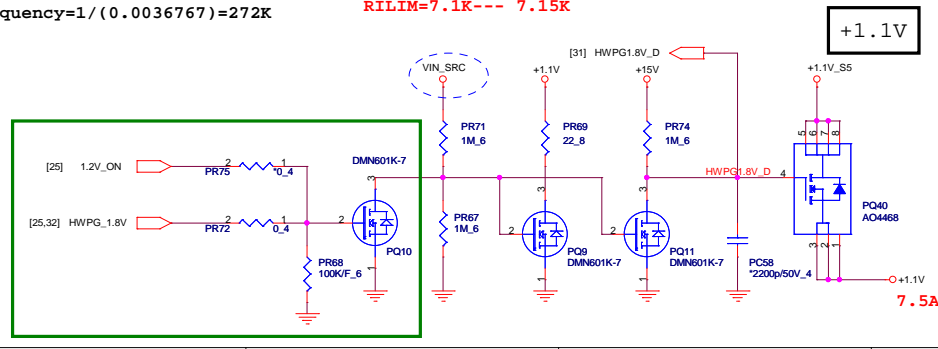 quency=1/(0.0036767)=272K
RILIM=7.1K--- 7.15K
+1.1V
[31] HWPG1.8V_D
VIN_SRC
+1.1V
+15V
+1.1V_S5
PR71
1M_6
PR69
22_8
PR74
1M_6
5 6 7 8
[25] 1.2V_ON
2 1
PR75
*0_4
DMN601K-7
3
HWPG1.8V_D 4
PQ40
AO4468
[25,32] HWPG_1.8V
2 1
PR72
0_4
2
PQ10
1
PR67
1M_6
3
2
PQ9
DMN601K-7
1
3
2
PQ11
DMN601K-7
1
PR68
100K/F_6
PC58
*2200p/50V_4
3 2 1
+1.1V
7.5A